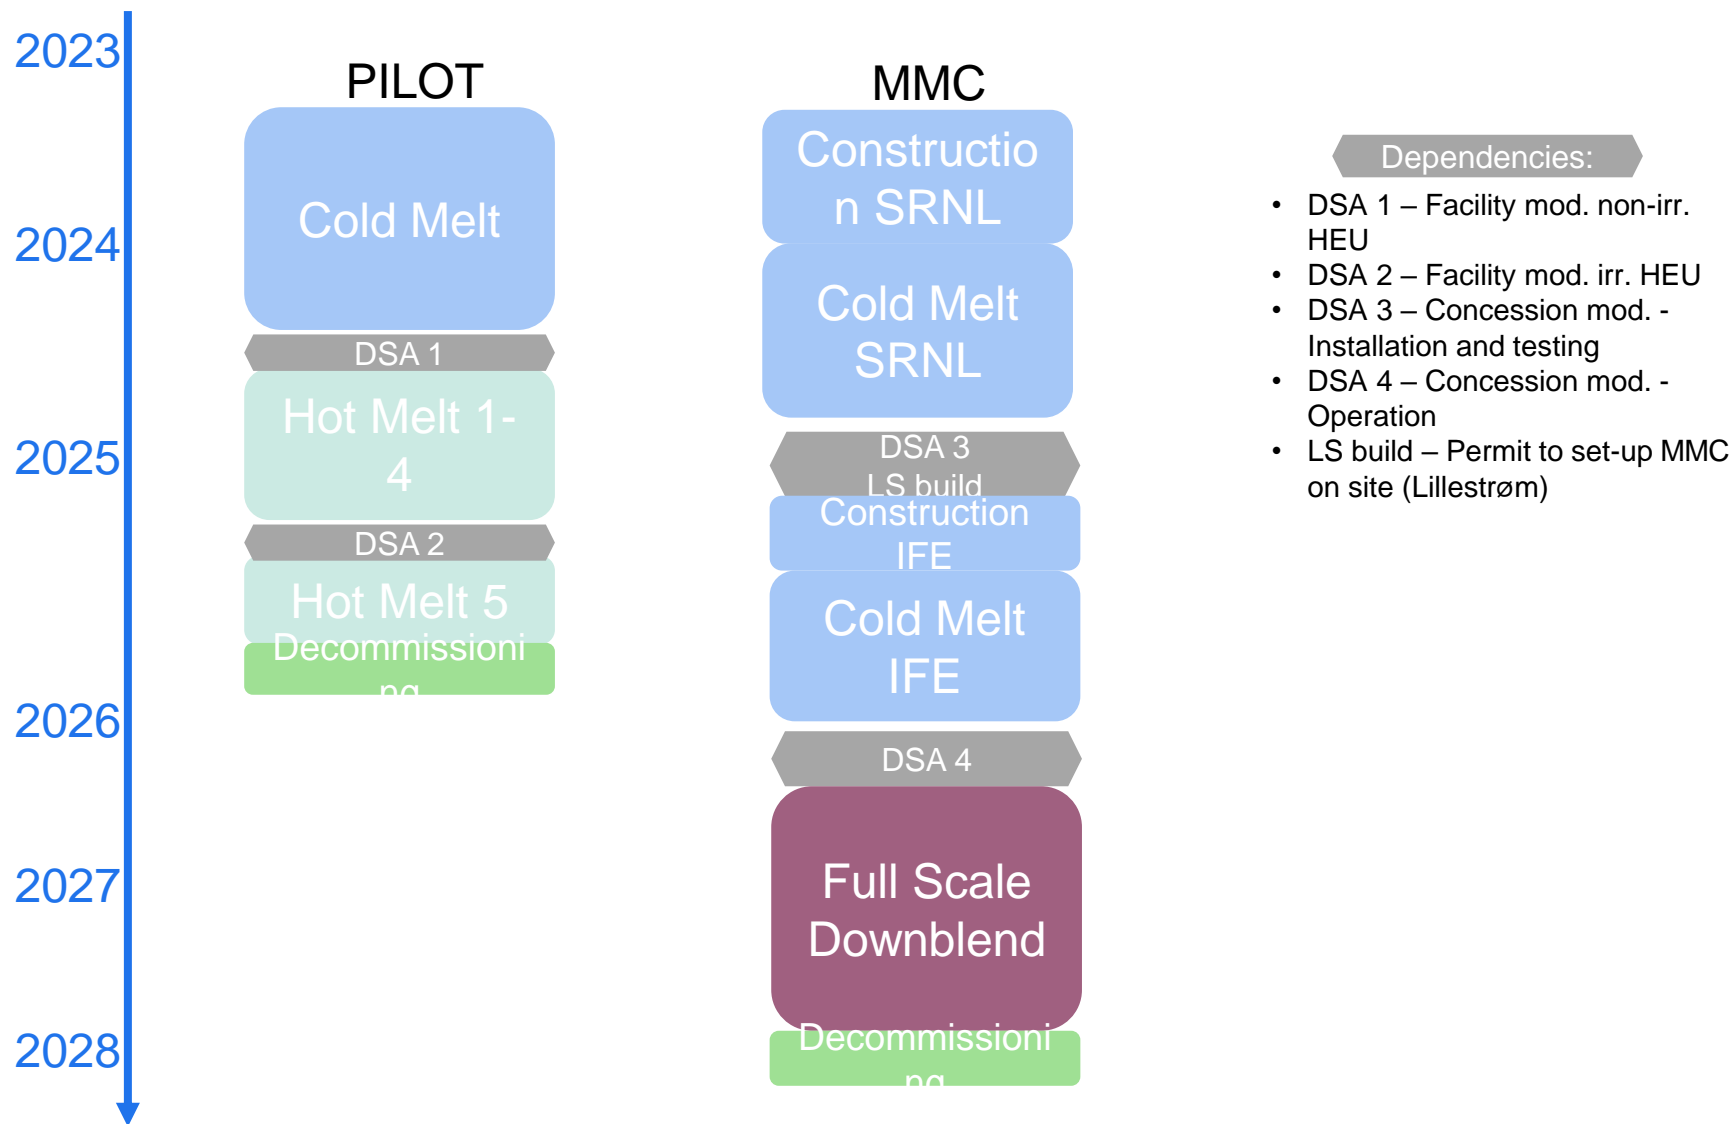 2023
2024
2025
2026
2027
2028
PILOT
Cold Melt
DSA 1
Hot Melt 1-
4
DSA 2
Hot Melt 5
Decommissioni
ng
MMC
Constructio
n SRNL
Cold Melt
SRNL
DSA 3
LS build
Construction
IFE
Cold Melt
IFE
DSA 4
Full Scale
Downblend
Decommissioni
ng
Dependencies:
• DSA 1 – Facility mod. non-irr.
HEU
• DSA 2 – Facility mod. irr. HEU
• DSA 3 – Concession mod. -
Installation and testing
• DSA 4 – Concession mod. -
Operation
• LS build – Permit to set-up MMC
on site (Lillestrøm)